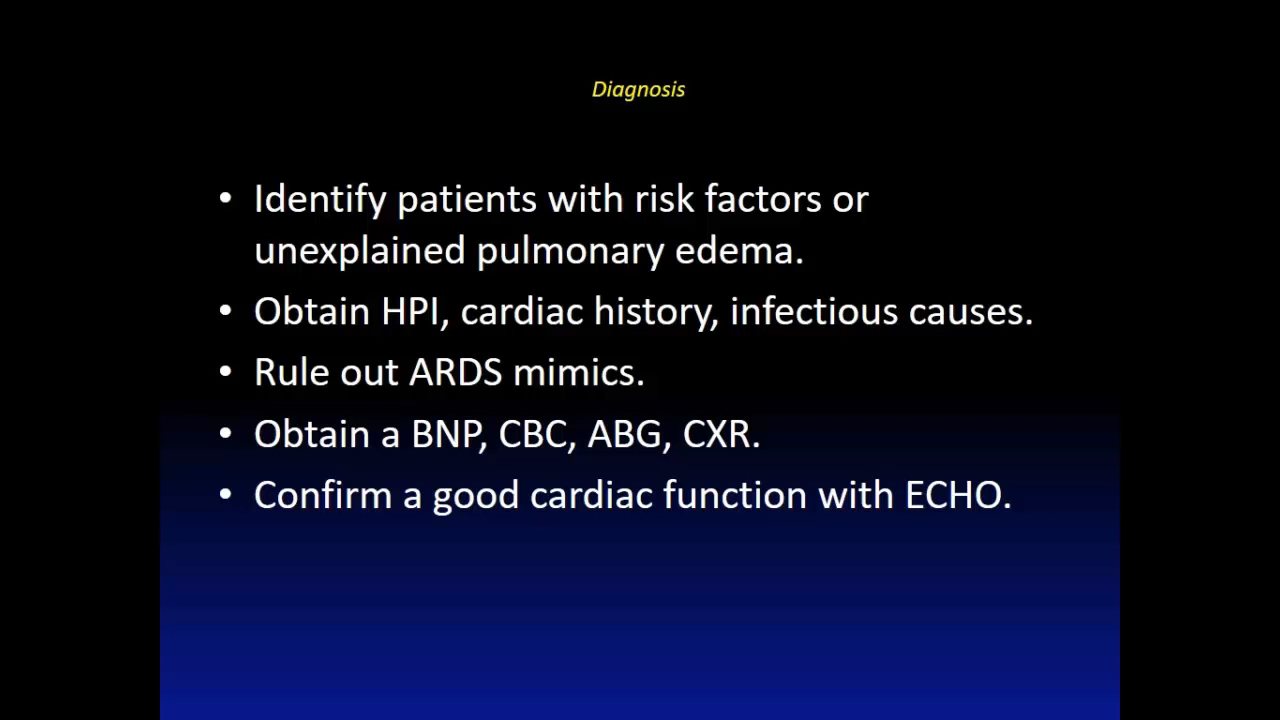 Diagnosis
• Identify patients with risk factors or
unexplained pulmonary edema.
• Obtain HPI, cardiac history, infectious causes.
• Rule out ARDS mimics.
• Obtain a BNP, CBC, ABG, CXR.
• Confirm a good cardiac function with ECHO.